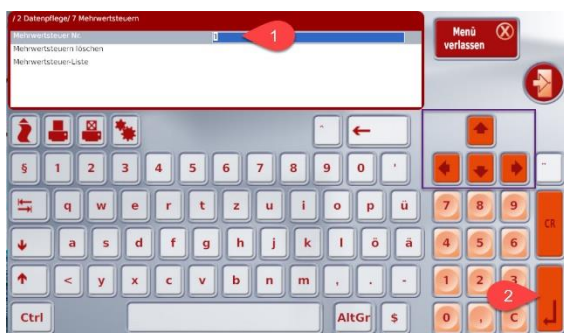 / 2 Datenpflege/ 7 Mehrwertsteuern
Mehrwertsteuer Nr. 1
1
Mehrwertsteuern löschen
Mehrwertsteuer-Liste
Menü verlassen
^ ←
§ 1 2 3 4 5 6 7 8 9 0 '
q w e r t z u i o p ü 7 8 9
CR
a s d f g h j k l ö ä 4 5 6
< y x c v b n m , . - 1 2 3
2
Ctrl AltGr $ 0 , C